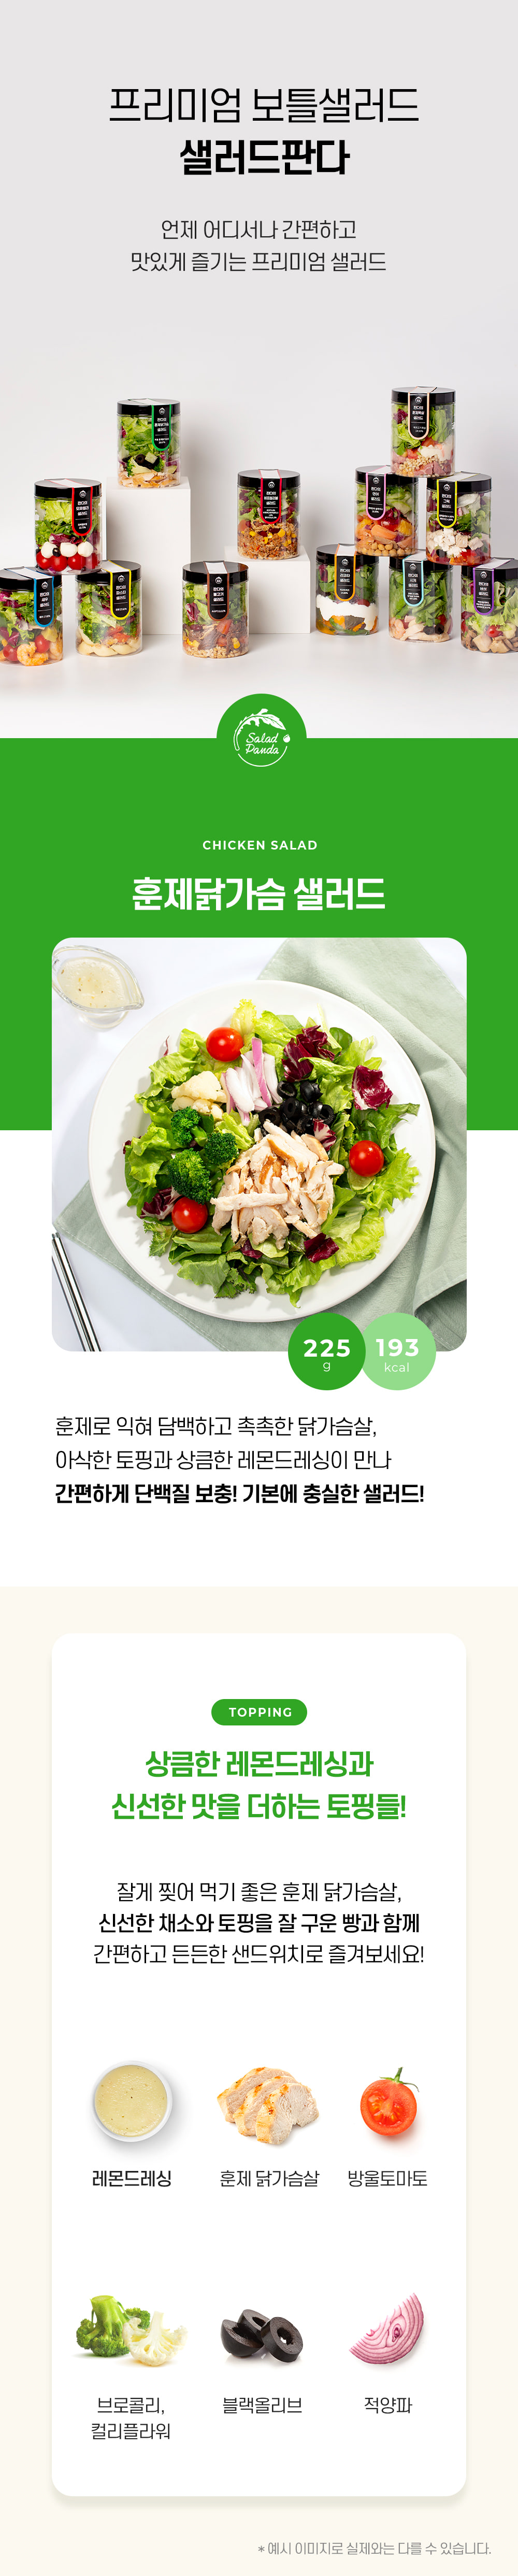 프리미엄 보틀샐러드
샐러드판다
언제 어디서나 간편하고
맛있게 즐기는 프리미엄 샐러드
Salad
Panda
CHICKEN SALAD
훈제닭가슴 샐러드
225
g
193
kcal
훈제로 익혀 담백하고 촉촉한 닭가슴살,
아삭한 토핑과 상큼한 레몬드레싱이 만나
간편하게 단백질 보충! 기본에 충실한 샐러드!
TOPPING
상큼한 레몬드레싱과
신선한 맛을 더하는 토핑들!
잘게 찢어 먹기 좋은 훈제 닭가슴살,
신선한 채소와 토핑을 잘 구운 빵과 함께
간편하고 든든한 샌드위치로 즐겨보세요!
레몬드레싱
훈제 닭가슴살
방울토마토
브로콜리,
컬리플라워
블랙올리브
적양파
* 예시 이미지로 실제와는 다를 수 있습니다.